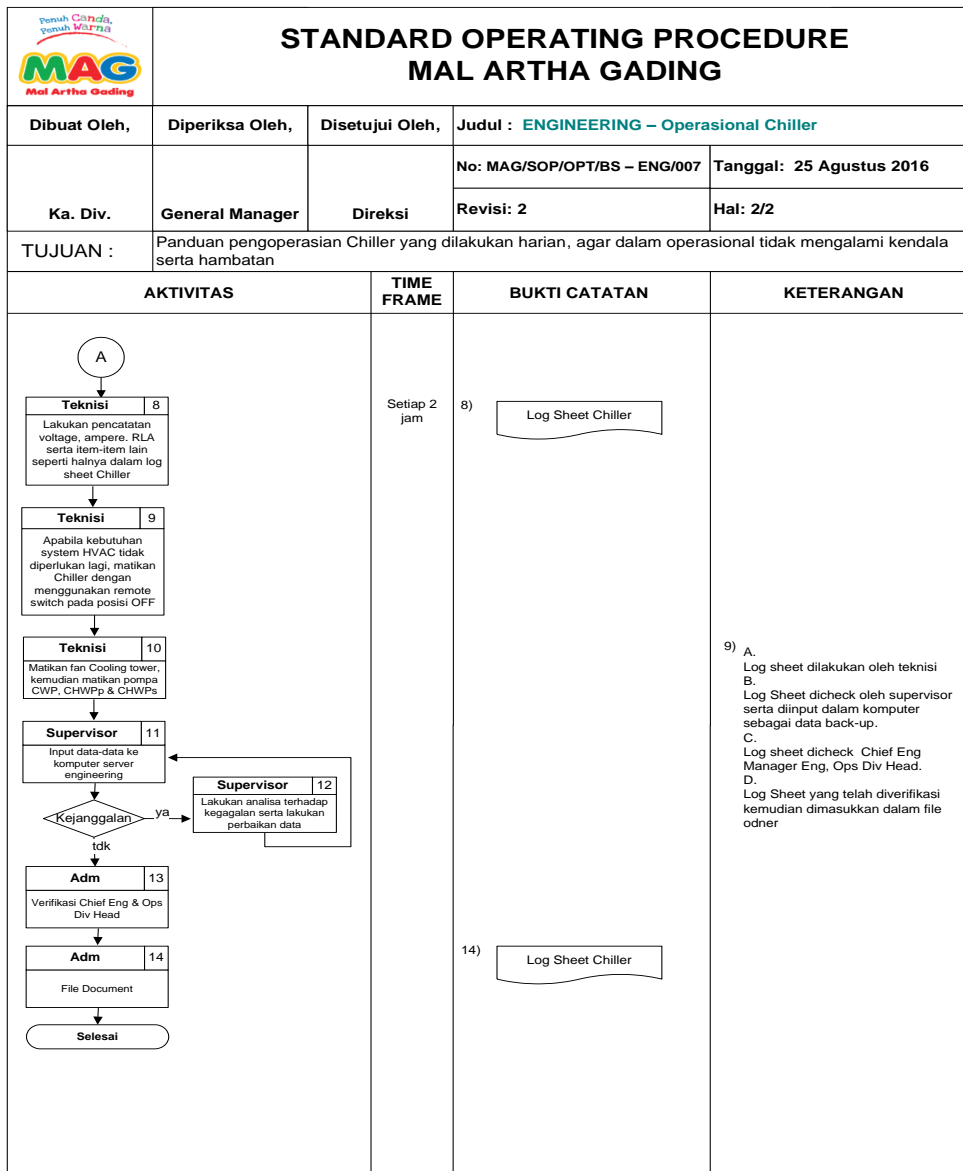 Penuh Canda,
Penuh Warna
MAG
Mal Artha Gading
STANDARD OPERATING PROCEDURE
MAL ARTHA GADING
Dibuat Oleh,
Diperiksa Oleh,
Disetujui Oleh,
Judul : ENGINEERING – Operasional Chiller
No: MAG/SOP/OPT/BS – ENG/007
Tanggal: 25 Agustus 2016
Ka. Div.
General Manager
Direksi
Revisi: 2
Hal: 2/2
TUJUAN :
Panduan pengoperasian Chiller yang dilakukan harian, agar dalam operasional tidak mengalami kendala
serta hambatan
AKTIVITAS
TIME
FRAME
BUKTI CATATAN
KETERANGAN
A
Teknisi 8
Lakukan pencatatan
voltage, ampere. RLA
serta item-item lain
seperti halnya dalam log
sheet Chiller
Setiap 2
jam
8)
Log Sheet Chiller
Teknisi 9
Apabila kebutuhan
system HVAC tidak
diperlukan lagi, matikan
Chiller dengan
menggunakan remote
switch pada posisi OFF
Teknisi 10
Matikan fan Cooling tower,
kemudian matikan pompa
CWP, CHWPp & CHWPs
9) A.
Log sheet dilakukan oleh teknisi
B.
Log Sheet dicheck oleh supervisor
serta diinput dalam komputer
sebagai data back-up.
C.
Log sheet dicheck Chief Eng
Manager Eng, Ops Div Head.
D.
Log Sheet yang telah diverifikasi
kemudian dimasukkan dalam file
odner
Supervisor 11
Input data-data ke
komputer server
engineering
Kejanggalan
ya
tdk
Supervisor 12
Lakukan analisa terhadap
kegagalan serta lakukan
perbaikan data
Adm 13
Verifikasi Chief Eng & Ops
Div Head
Adm 14
File Document
14)
Log Sheet Chiller
Selesai